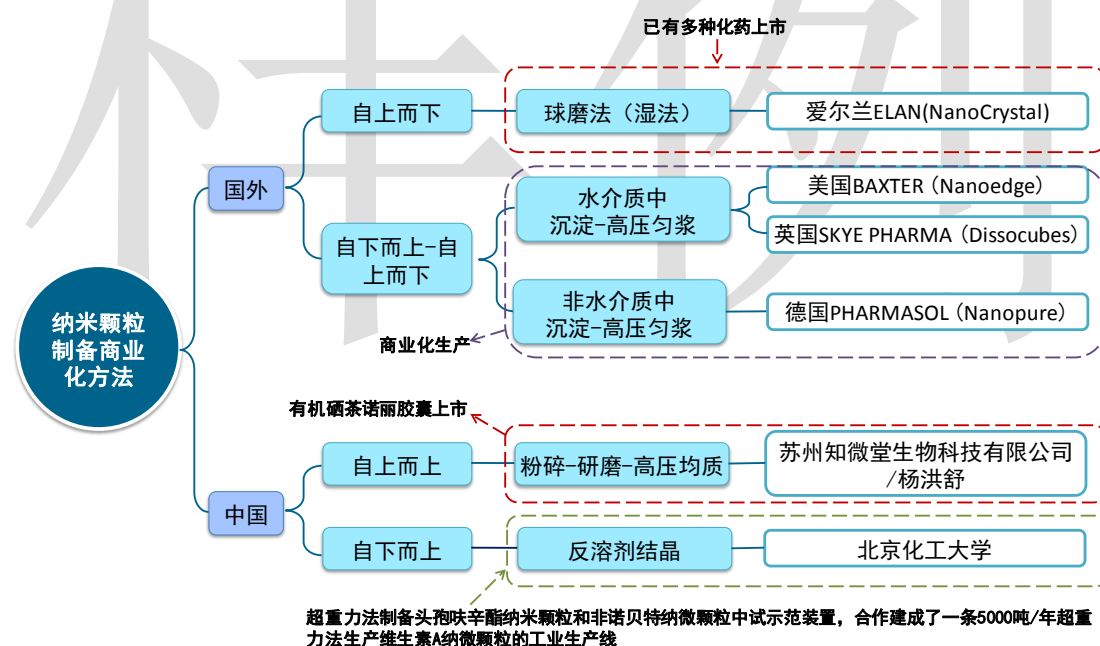 已有多种化药上市
自上而下
球磨法（湿法）
爱尔兰ELAN(NanoCrystal)
国外
水介质中
沉淀-高压匀浆
美国BAXTER（Nanoedge）
英国SKYE PHARMA（Dissocubes）
自下而上-自
上而下
非水介质中
沉淀-高压匀浆
德国PHARMASOL（Nanopure）
商业化生产
纳米颗粒
制备商业
化方法
有机硒茶诺丽胶囊上市
自上而上
粉碎-研磨-高压均质
苏州知微堂生物科技有限公司
/杨洪舒
中国
自下而上
反溶剂结晶
北京化工大学
超重力法制备头孢呋辛酯纳米颗粒和非诺贝特纳微颗粒中试示范装置，合作建成了一条5000吨/年超重
力法生产维生素A纳微颗粒的工业生产线
样例